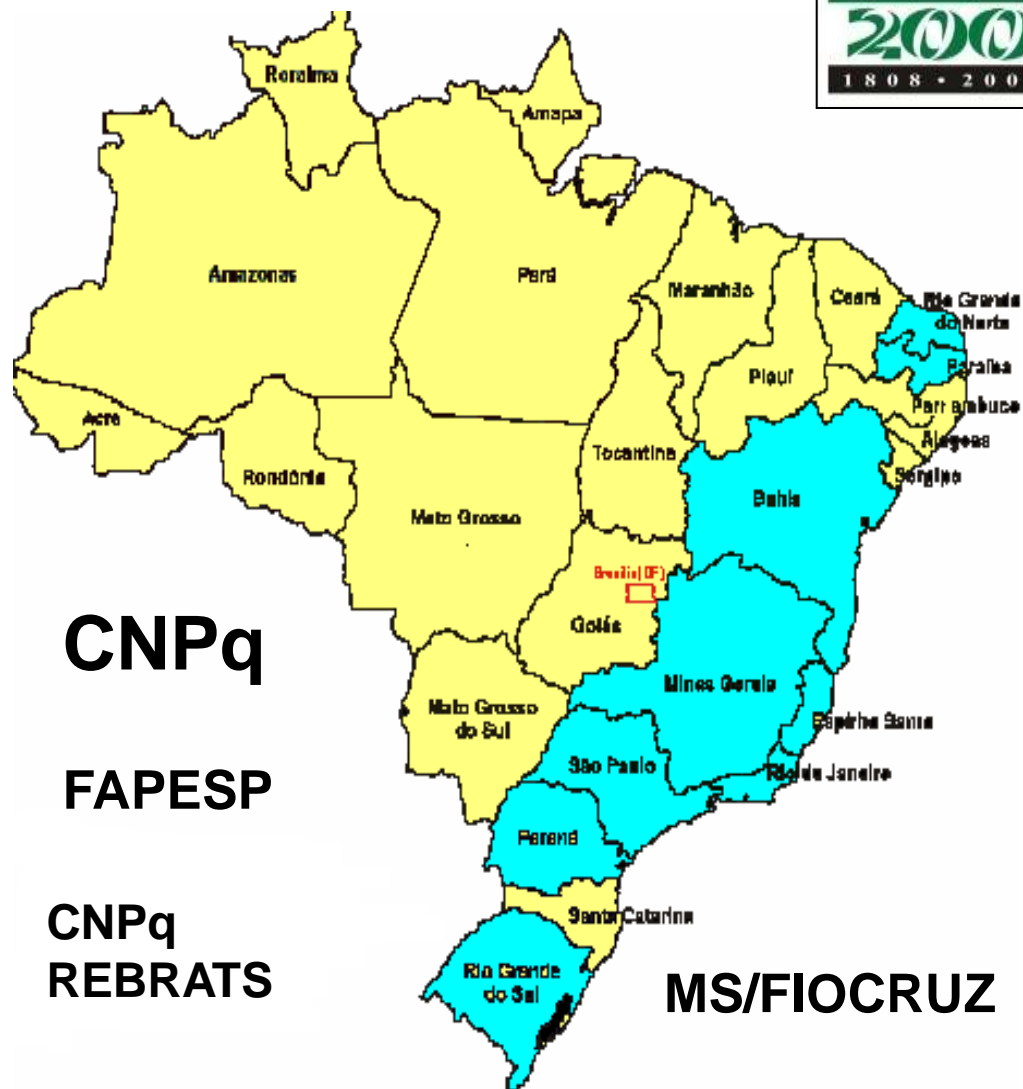 200
1808 • 200
Roraima
Amapa
Amazonas
Pará
Maranhão
Ceará
Rio Grande
do Norte
Paraíba
Piauí
Pernambuco
Acre
Alagoas
Tocantins
Sergipe
Rondônia
Bahia
Mato Grosso
Brasília(DF)
Goiás
CNPq
Minas Gerais
Mato Grosso
do Sul
Espírito Santo
São Paulo
Rio de Janeiro
FAPESP
Paraná
Santa Catarina
CNPq
REBRATS
Rio Grande
do Sul
MS/FIOCRUZ